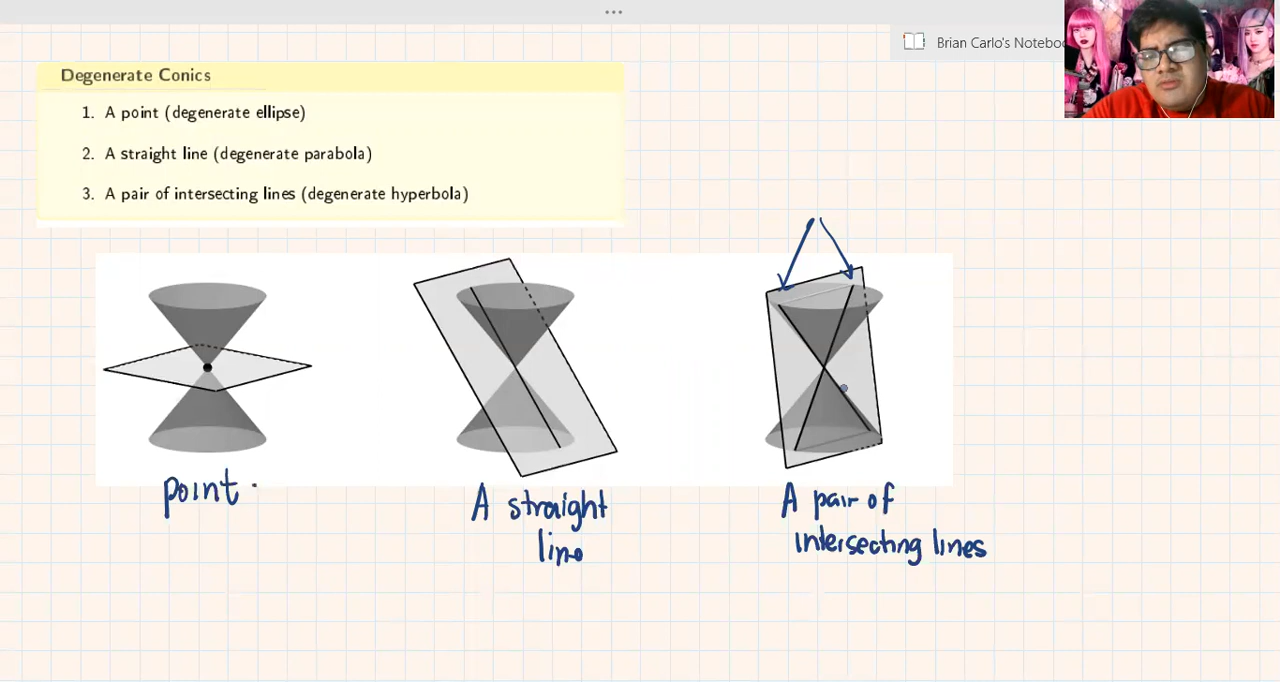 Brian Carlo's Notebo
Degenerate Conics
1. A point (degenerate ellipse)
2. A straight line (degenerate parabola)
3. A pair of intersecting lines (degenerate hyperbola)
point
A straight
line
A pair of
intersecting lines